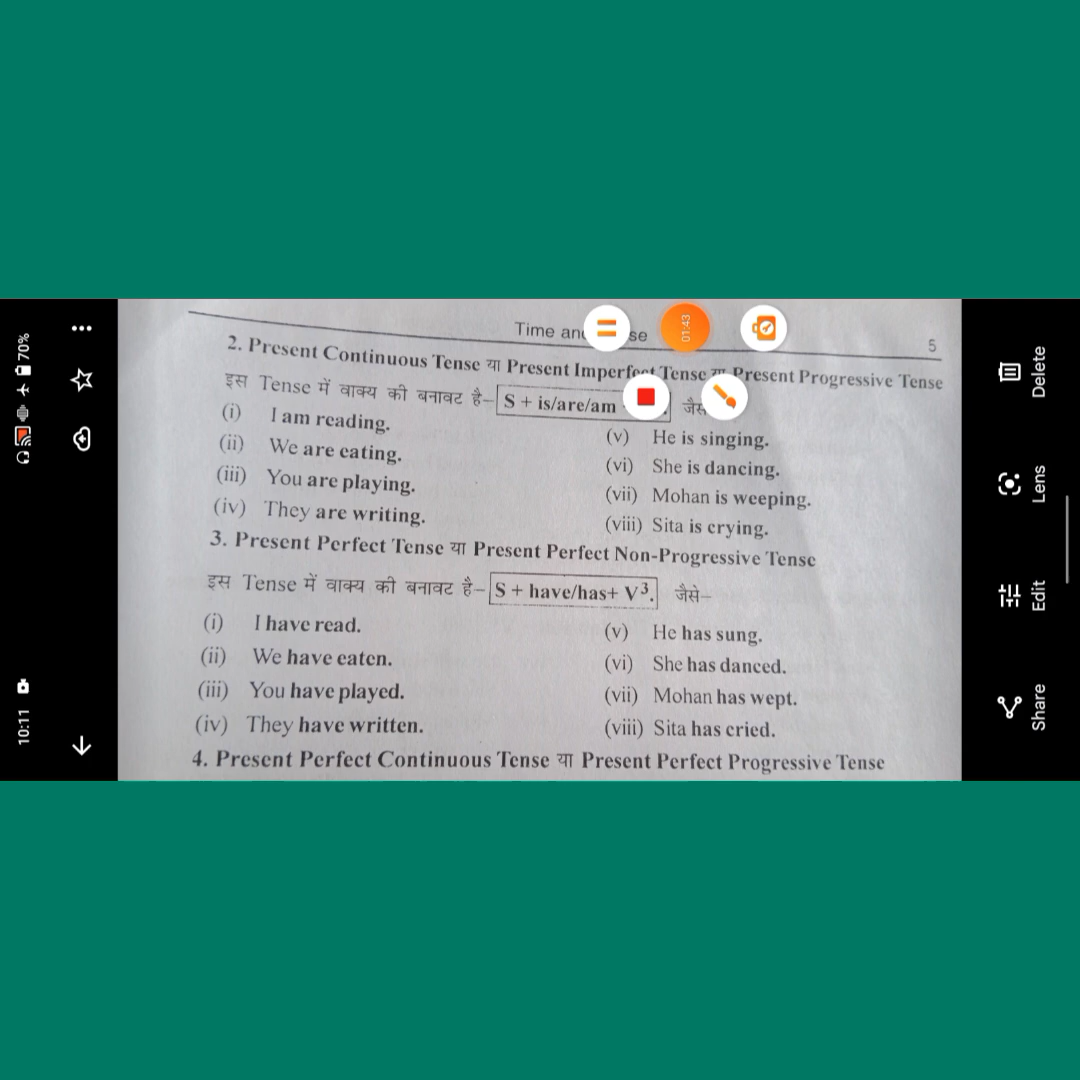 Time an se
5
2. Present Continuous Tense या Present Imperfect Tense या Present Progressive Tense
इस Tense में वाक्य की बनावट है– S + is/are/am
(i) I am reading.
(v) He is singing.
(ii) We are eating.
(vi) She is dancing.
(iii) You are playing.
(vii) Mohan is weeping.
(iv) They are writing.
(viii) Sita is crying.
3. Present Perfect Tense या Present Perfect Non-Progressive Tense
इस Tense में वाक्य की बनावट है– S + have/has+ V³. जैसे–
(i) I have read.
(v) He has sung.
(ii) We have eaten.
(vi) She has danced.
(iii) You have played.
(vii) Mohan has wept.
(iv) They have written.
(viii) Sita has cried.
4. Present Perfect Continuous Tense या Present Perfect Progressive Tense
01:43
10:11
70%
Delete
Lens
Edit
Share